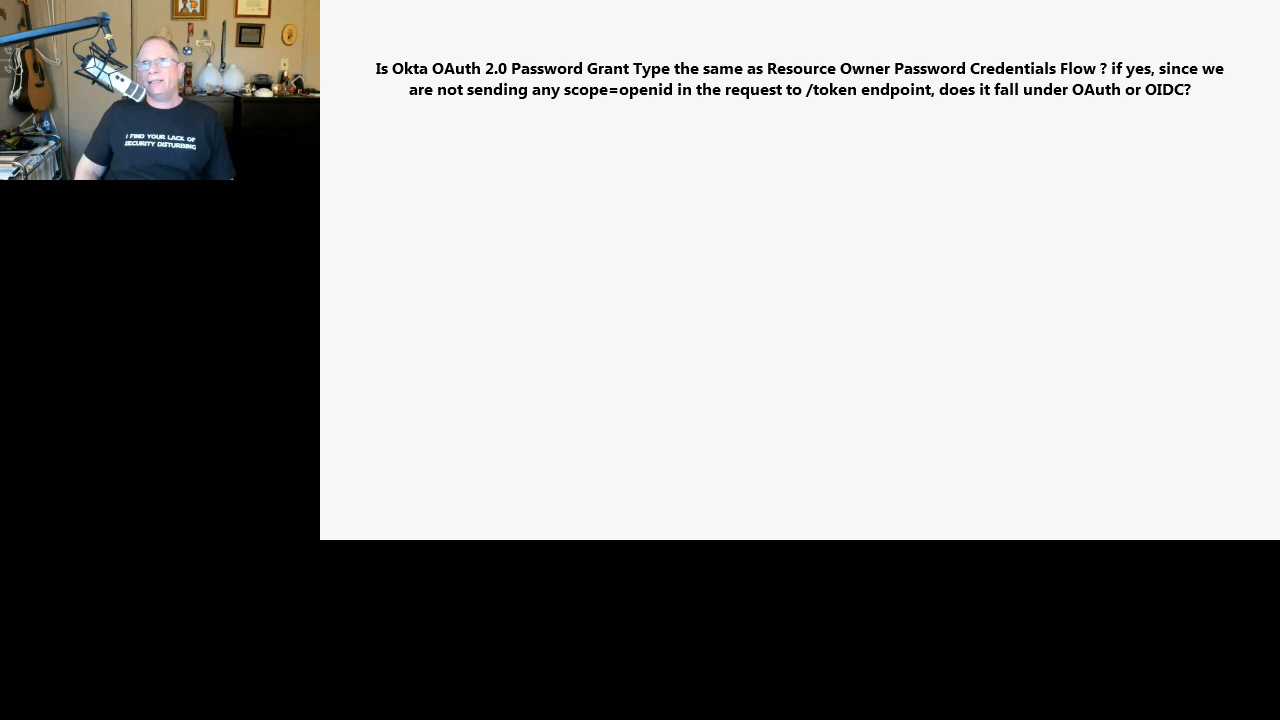 I FIND YOUR LACK OF
SECURITY DISTURBING
Is Okta OAuth 2.0 Password Grant Type the same as Resource Owner Password Credentials Flow ? if yes, since we
are not sending any scope=openid in the request to /token endpoint, does it fall under OAuth or OIDC?